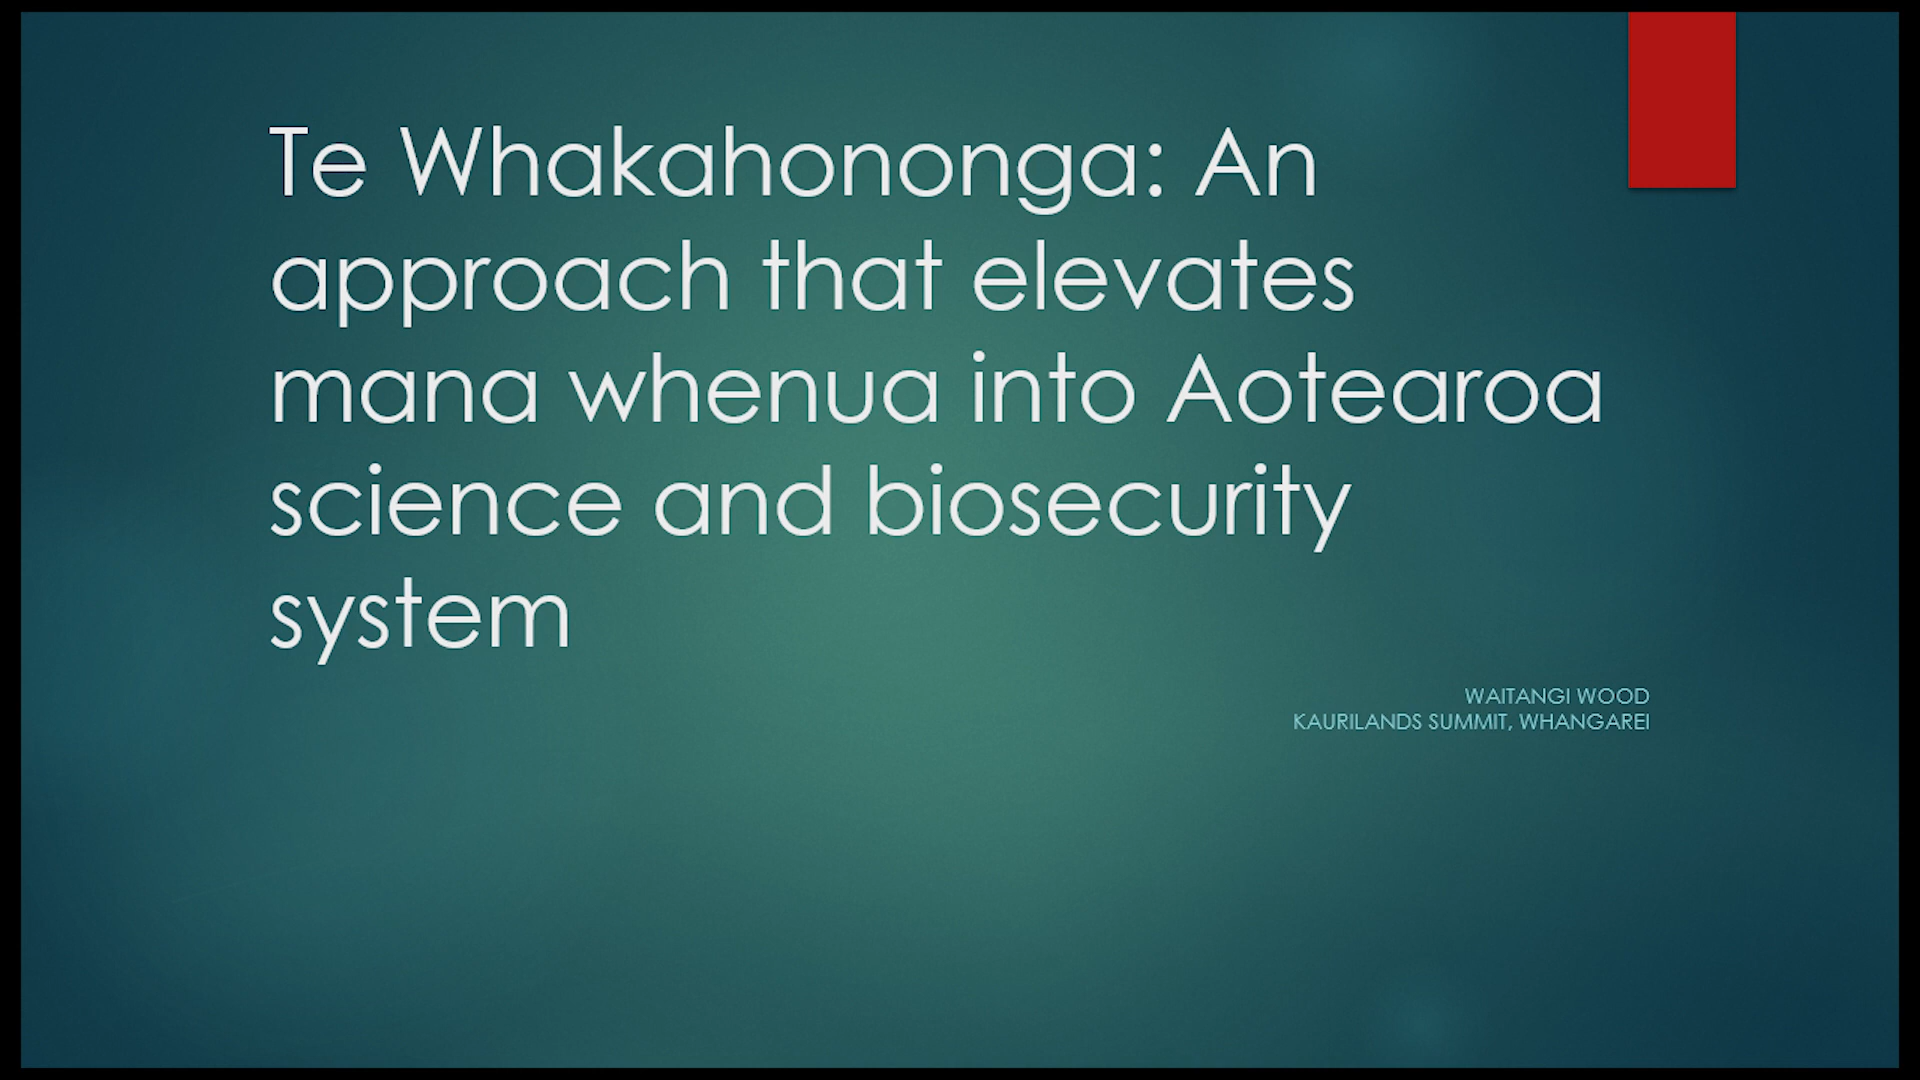 Te Whakahononga: An
approach that elevates
mana whenua into Aotearoa
science and biosecurity
system
WAITANGI WOOD
KAURILANDS SUMMIT, WHANGAREI